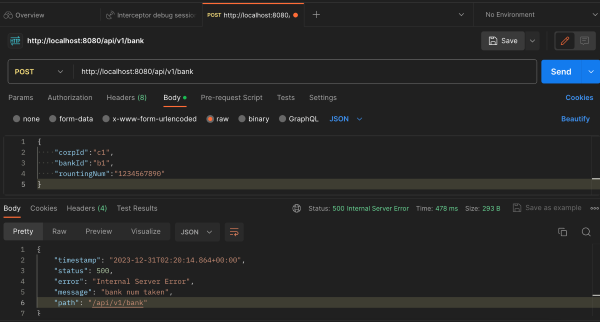 Overview
Interceptor debug sessi
POST http://localhost:8080/
No Environment
http://localhost:8080/api/v1/bank
Save
POST
http://localhost:8080/api/v1/bank
Send
Params
Authorization
Headers (8)
Body
Pre-request Script
Tests
Settings
Cookies
none
form-data
x-www-form-urlencoded
raw
binary
GraphQL
JSON
Beautify
1 {
2 "corpId":"c1",
3 "bankId":"b1",
4 "rountingNum":"1234567890"
5 }
Body
Cookies
Headers (4)
Test Results
Status: 500 Internal Server Error
Time: 478 ms
Size: 293 B
Save as example
Pretty
Raw
Preview
Visualize
JSON
1 {
2 "timestamp": "2023-12-31T02:20:14.864+00:00",
3 "status": 500,
4 "error": "Internal Server Error",
5 "message": "bank num taken",
6 "path": "/api/v1/bank"
7 }